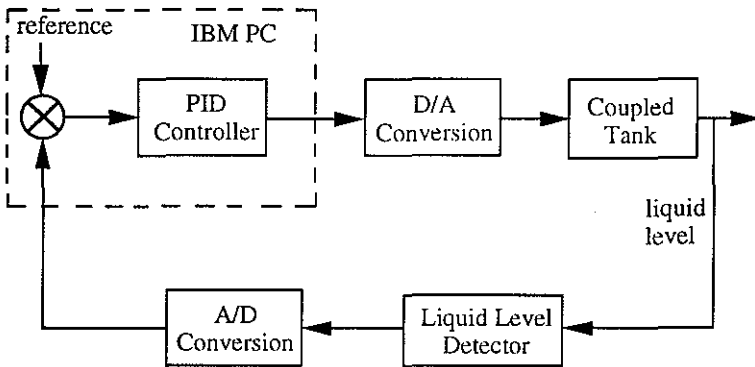 reference
IBM PC
PID
Controller
D/A
Conversion
Coupled
Tank
liquid
level
A/D
Conversion
Liquid Level
Detector